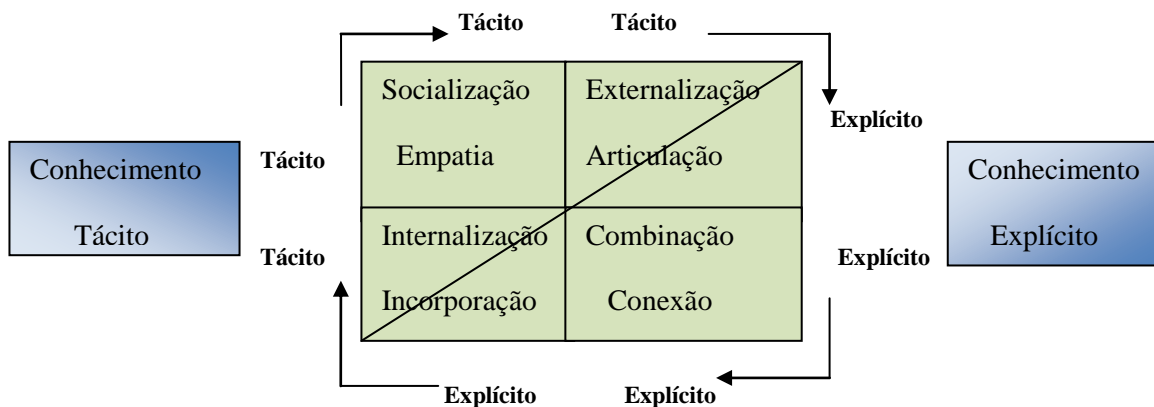 Tácito Tácito
Socialização Externalização
Explícito
Conhecimento Tácito Empatia Articulação Conhecimento
Tácito Tácito Internalização Combinação Explícito Explícito
Incorporação Conexão
Explícito Explícito